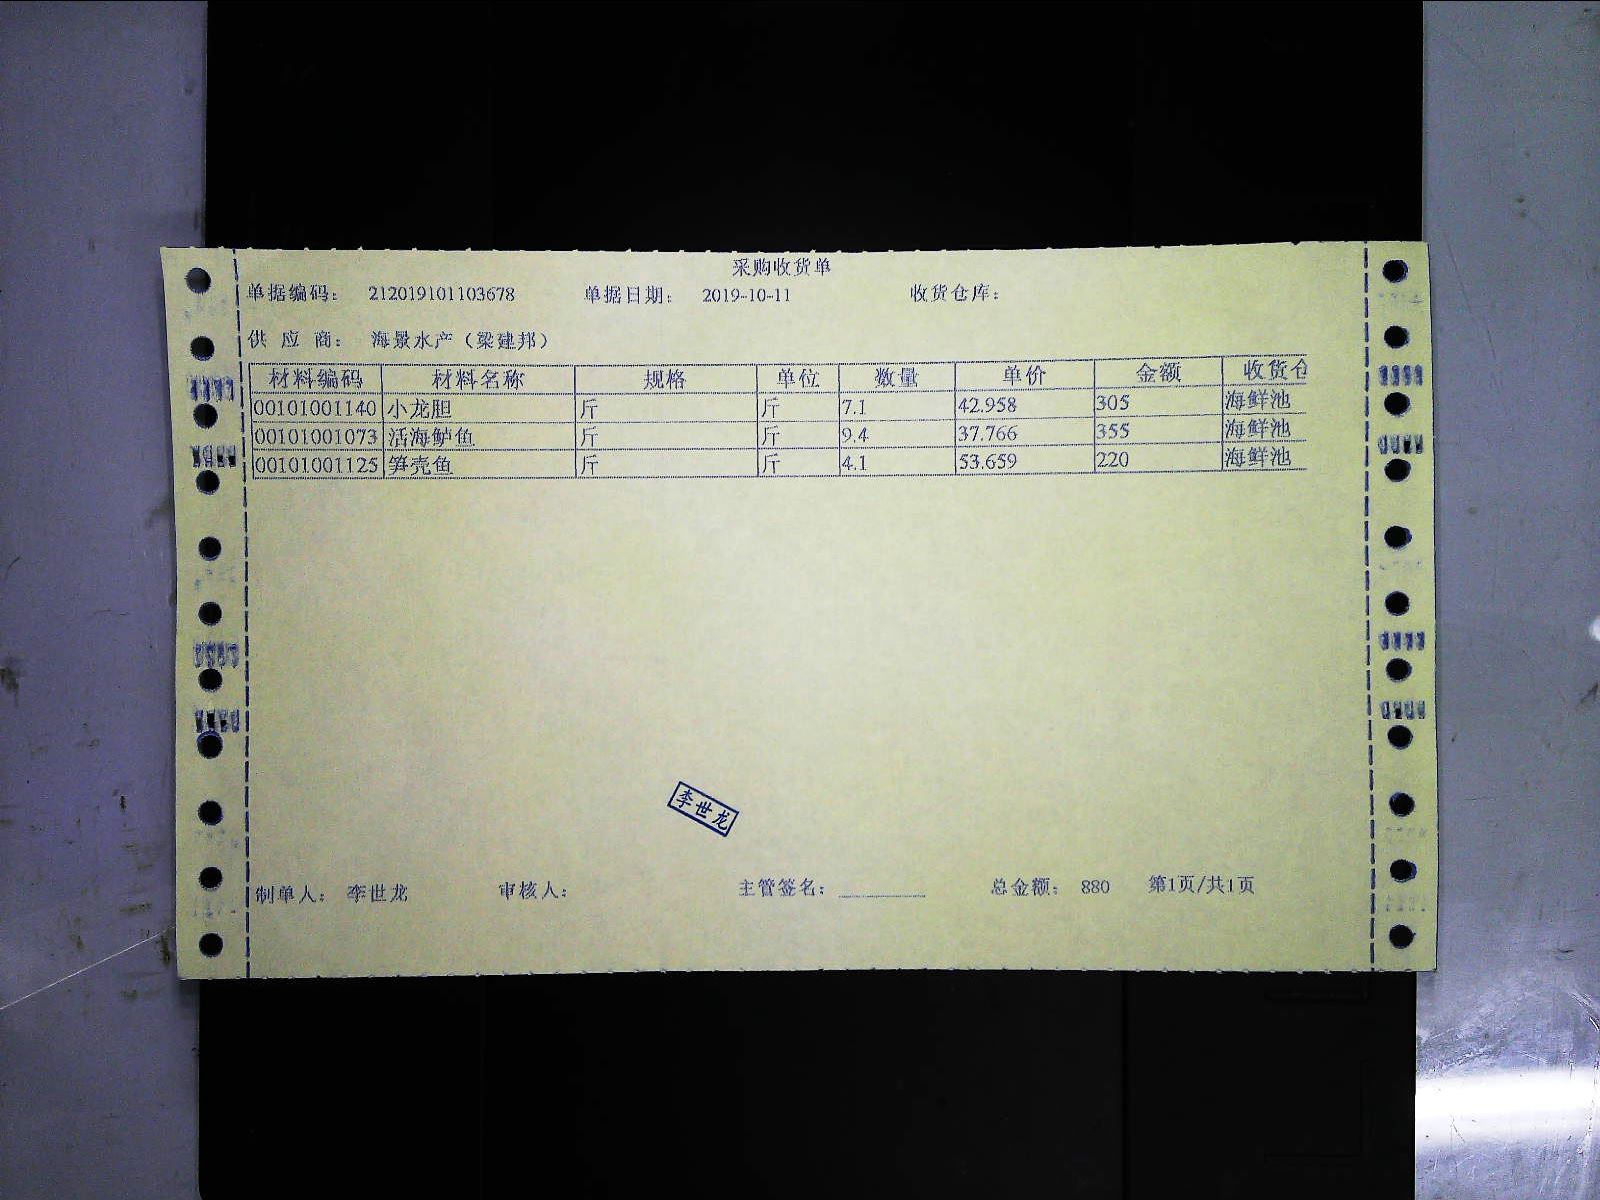 采购收货单
单据编码： 212019101103678 单据日期： 2019-10-11 收货仓库：
供 应 商： 海景水产（梁建邦）
材料编码 材料名称 规格 单位 数量 单价 金额 收货仓
00101001140 小龙胆 斤 斤 7.1 42.958 305 海鲜池
00101001073 活海鲈鱼 斤 斤 9.4 37.766 355 海鲜池
00101001125 笋壳鱼 斤 斤 4.1 53.659 220 海鲜池
李世龙
制单人： 李世龙 审核人： 主管签名： 总金额： 880 第1页/共1页